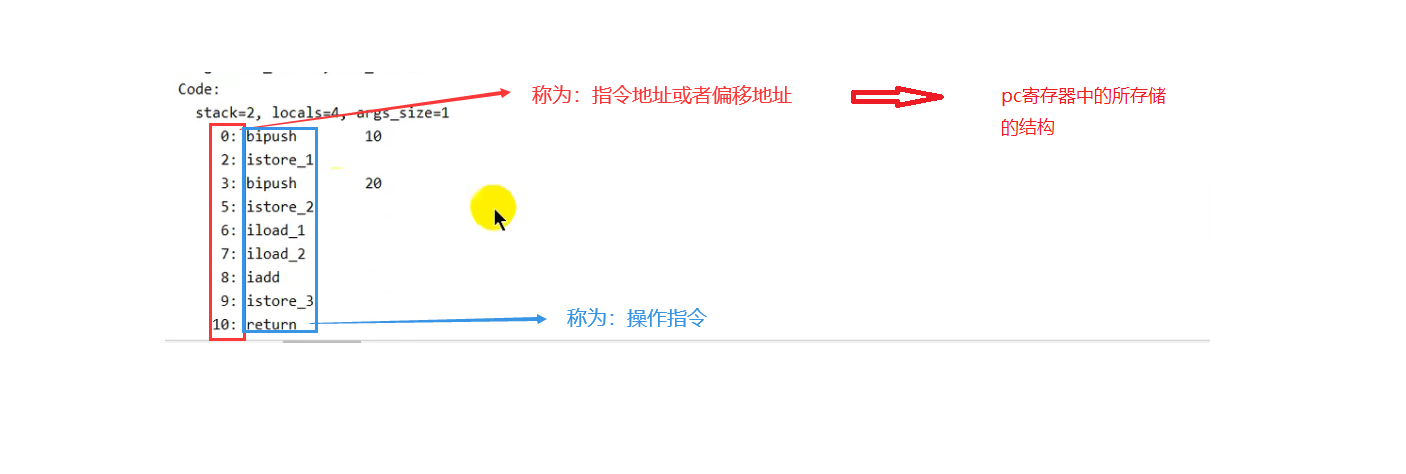 Code:
称为：指令地址或者偏移地址
pc寄存器中的所存储
的结构
stack=2, locals=4, args_size=1
0: bipush 10
2: istore_1
3: bipush 20
5: istore_2
6: iload_1
7: iload_2
8: iadd
9: istore_3
10: return
称为：操作指令